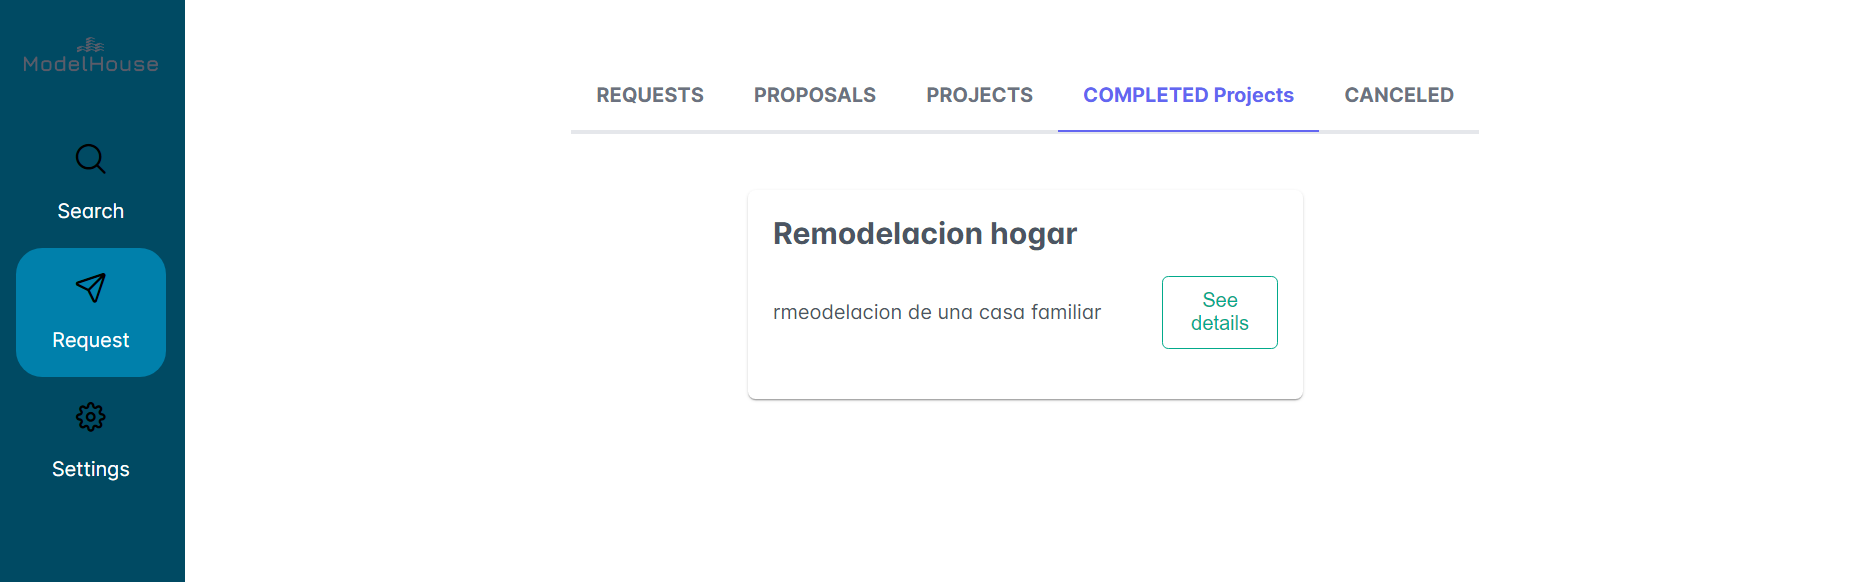 ModelHouse
Search
Request
Settings
REQUESTS PROPOSALS PROJECTS COMPLETED Projects CANCELED
Remodelacion hogar
rmeodelacion de una casa familiar
See
details